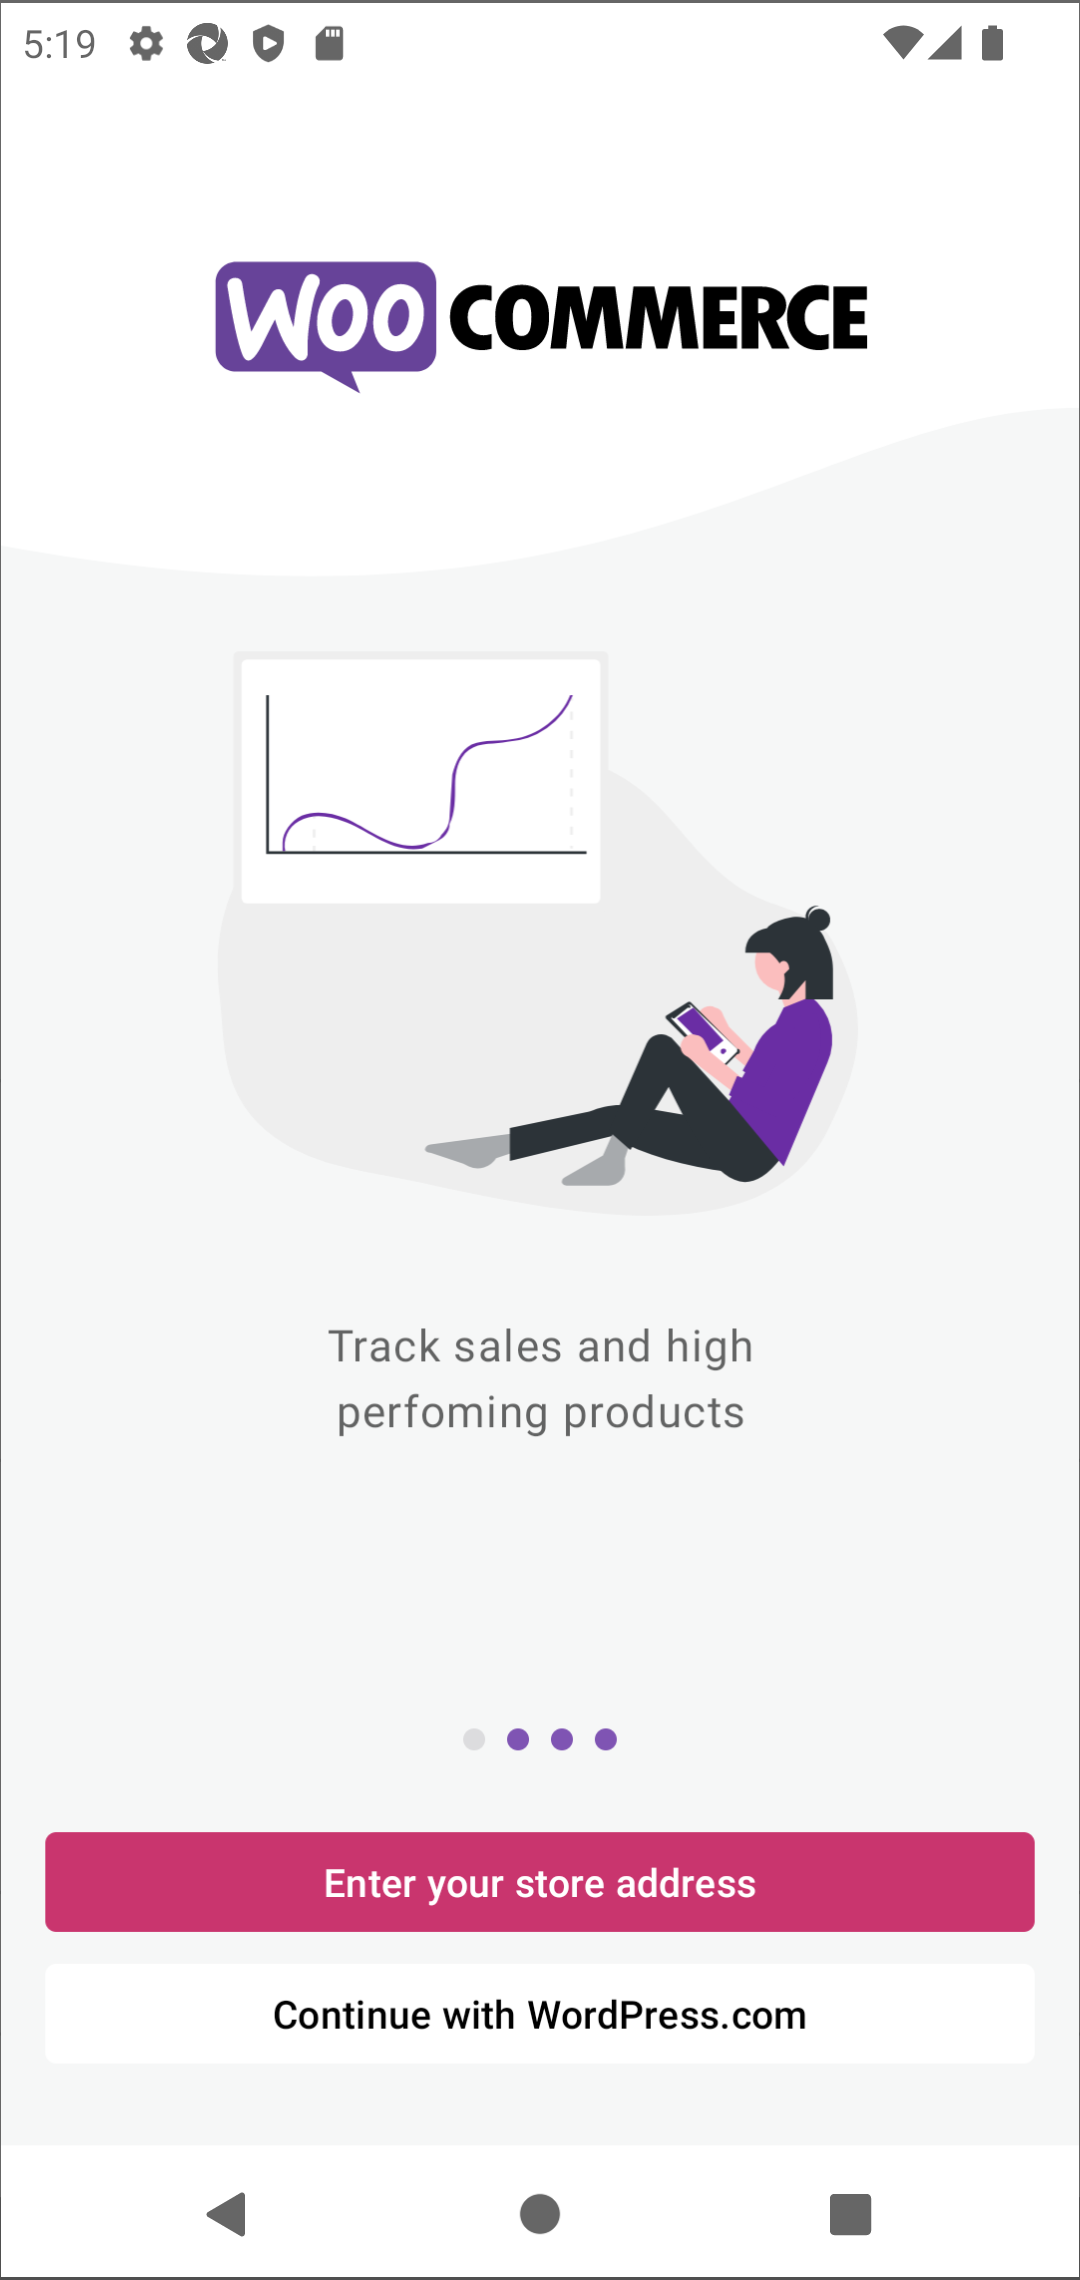 5:19
WOO COMMERCE
Track sales and high
perfoming products
Enter your store address
Continue with WordPress.com